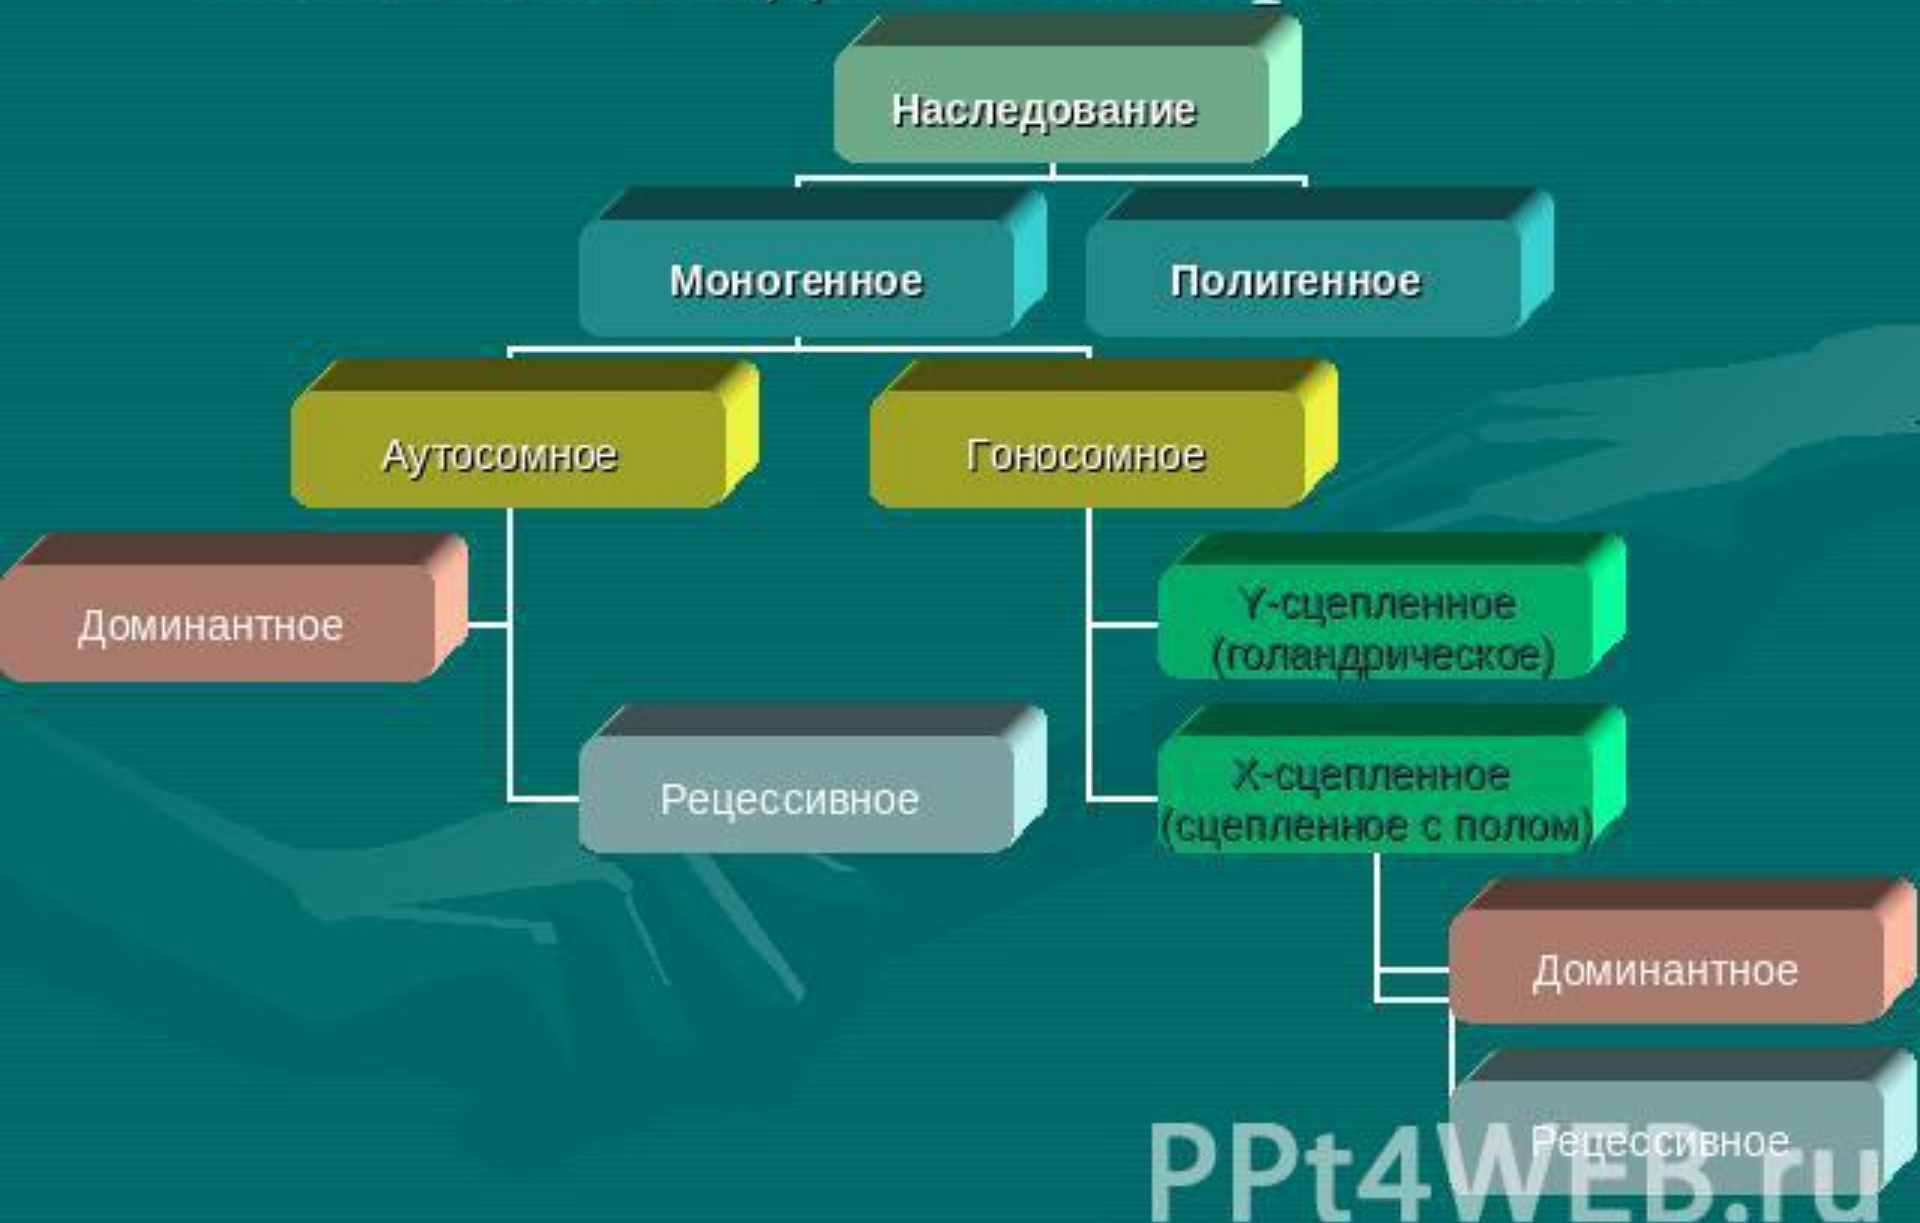 Наследование
Моногенное
Полигенное
Аутосомное
Гоносомное
Доминантное
Y-сцепленное
(голандрическое)
Рецессивное
Х-сцепленное
(сцепленное с полом)
Доминантное
Рецессивное
PPt4WEB.ru